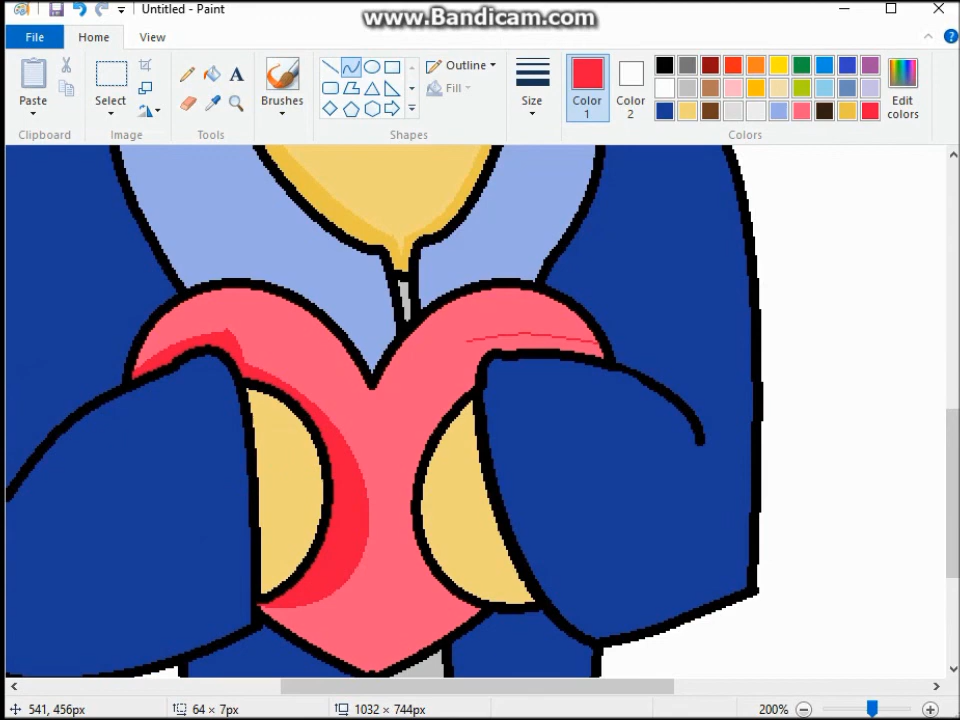 Untitled - Paint
www.Bandicam.com
File Home View
Paste
Select
Brushes
Outline
Fill
Size
Color 1
Color 2
Edit colors
Clipboard Image Tools Shapes Colors
A
541, 456px 64 × 7px 1032 × 744px 200%